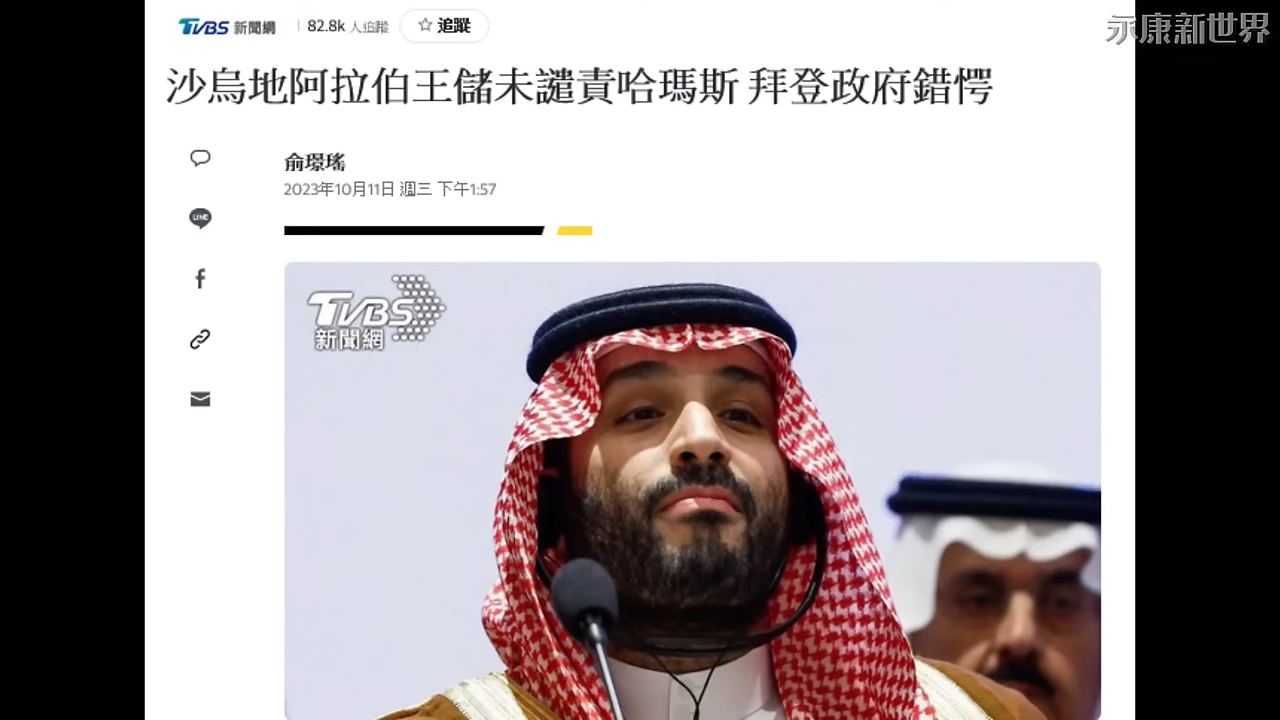 TVBS 新聞網 82.8k 人追蹤 ☆ 追蹤
永康新世界
沙烏地阿拉伯王儲未譴責哈瑪斯 拜登政府錯愕
俞璟瑤
2023年10月11日 週三 下午1:57
LINE
TVBS
新聞網